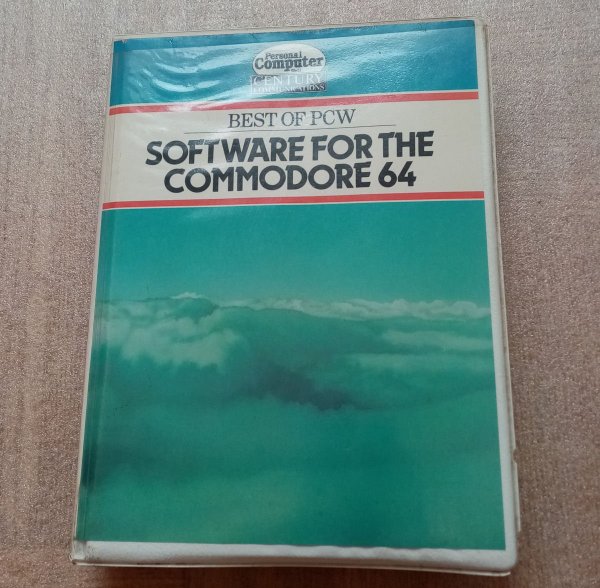 Personal
Computer
CENTURY
COMMUNICATIONS
BEST OF PCW
SOFTWARE FOR THE
COMMODORE 64